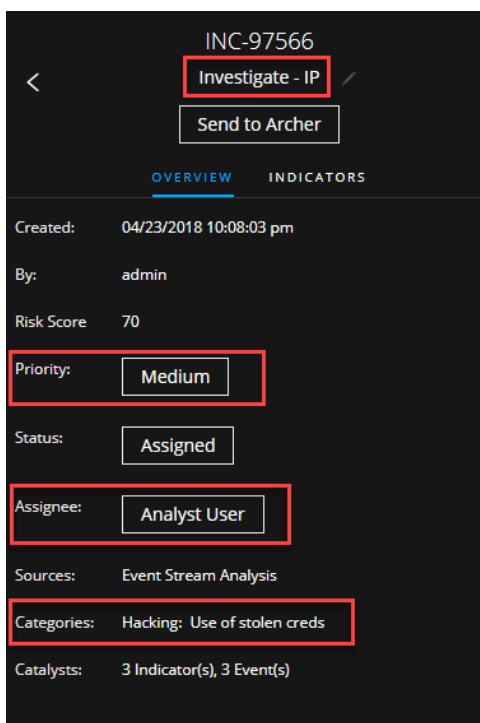 INC-97566
Investigate - IP
Send to Archer
OVERVIEW INDICATORS
Created: 04/23/2018 10:08:03 pm
By: admin
Risk Score 70
Priority: Medium
Status: Assigned
Assignee: Analyst User
Sources: Event Stream Analysis
Categories: Hacking: Use of stolen creds
Catalysts: 3 Indicator(s), 3 Event(s)